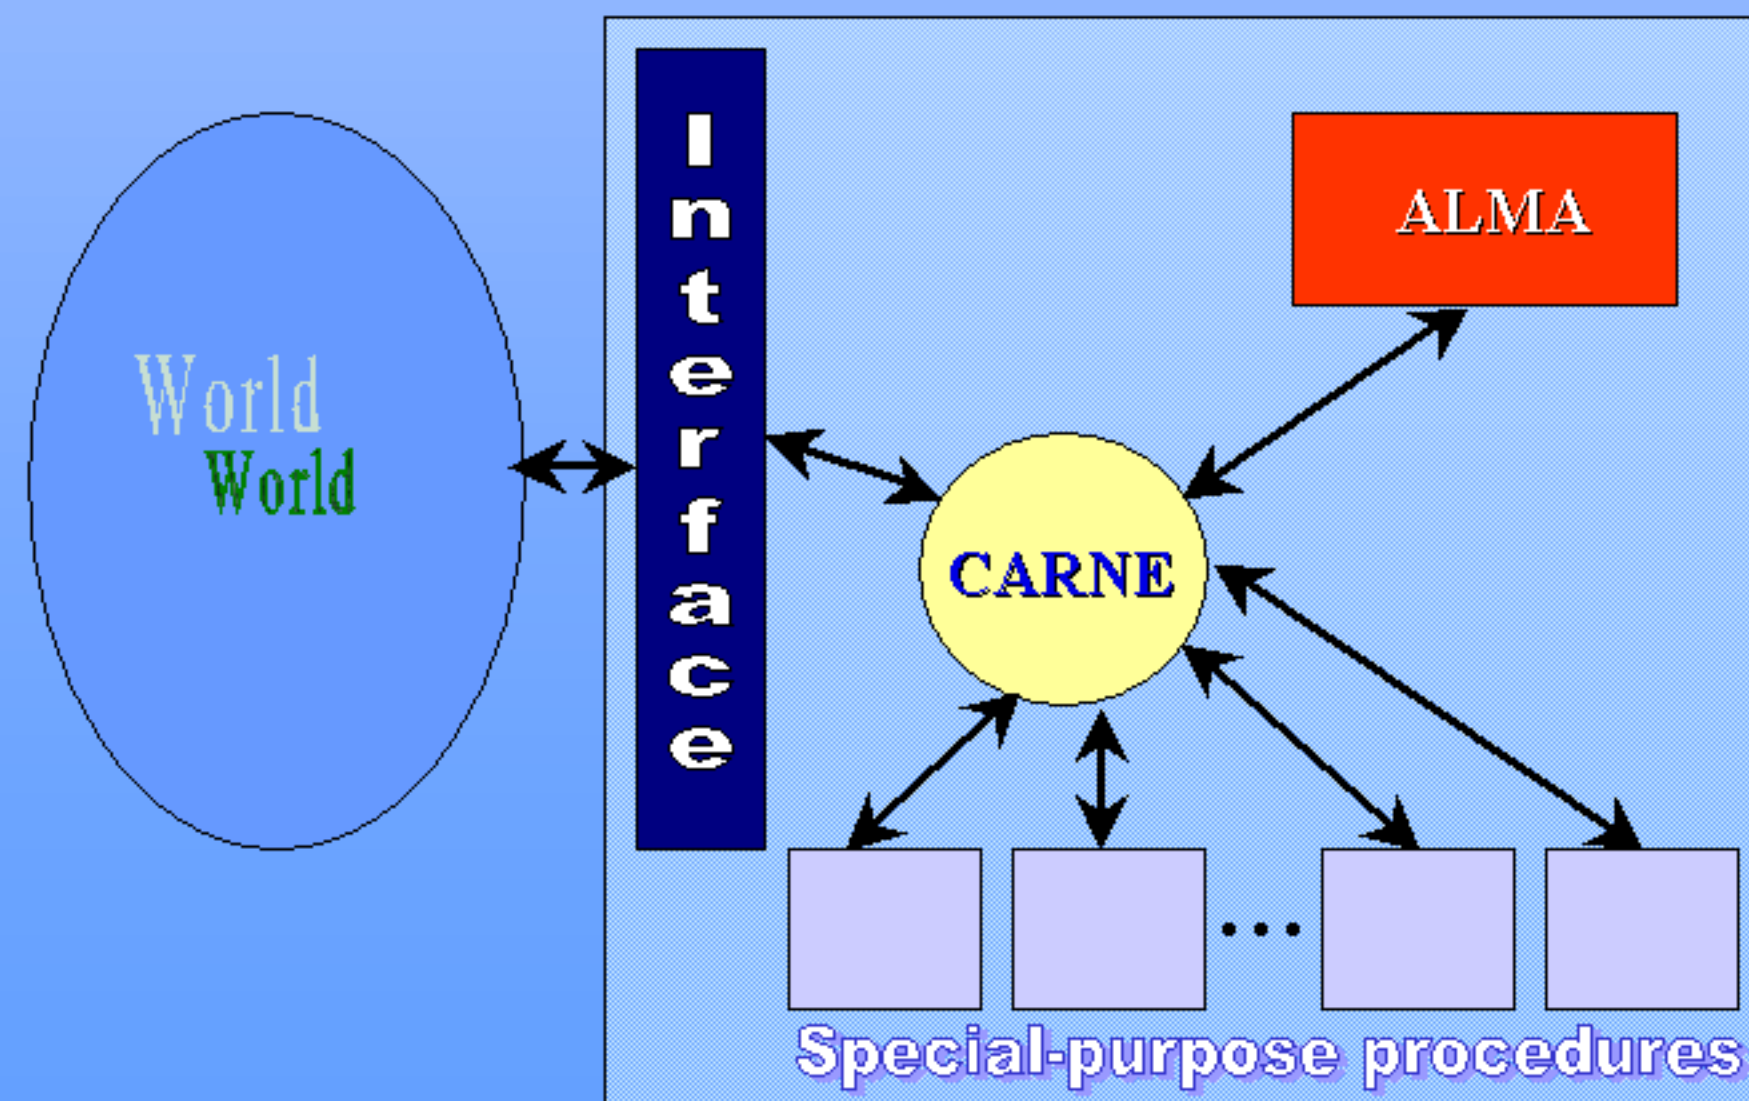 World
World
Interface
ALMA
CARNE
Special-purpose procedures